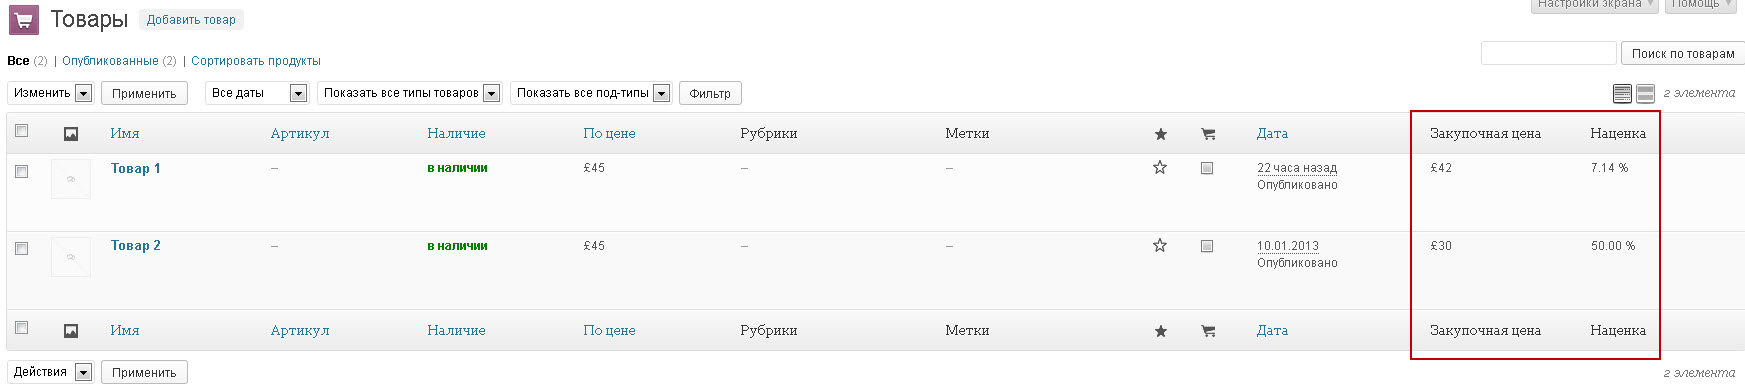 Настройки экрана Помощь
Товары Добавить товар
Все (2) | Опубликованные (2) | Сортировать продукты
Поиск по товарам
Изменить Применить Все даты Показать все типы товаров Показать все под-типы Фильтр 2 элемента
Имя Артикул Наличие По цене Рубрики Метки Дата Закупочная цена Наценка
Товар 1 – в наличии £45 – – 22 часа назад £42 7.14 %
Опубликовано
Товар 2 – в наличии £45 – – 10.01.2013 £30 50.00 %
Опубликовано
Имя Артикул Наличие По цене Рубрики Метки Дата Закупочная цена Наценка
Действия Применить 2 элемента